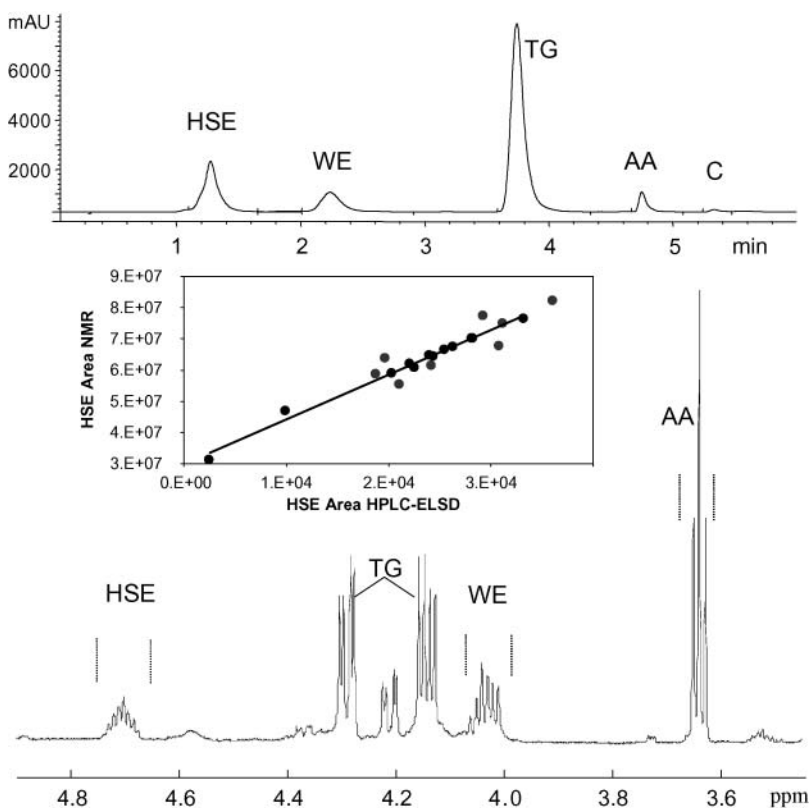 mAU
6000
4000
2000
HSE
WE
TG
AA
C
1 2 3 4 5 min
HSE Area NMR
9.E+07
8.E+07
7.E+07
6.E+07
5.E+07
4.E+07
3.E+07
0.E+00 1.E+04 2.E+04 3.E+04
HSE Area HPLC-ELSD
HSE
TG
WE
AA
4.8 4.6 4.4 4.2 4.0 3.8 3.6 ppm